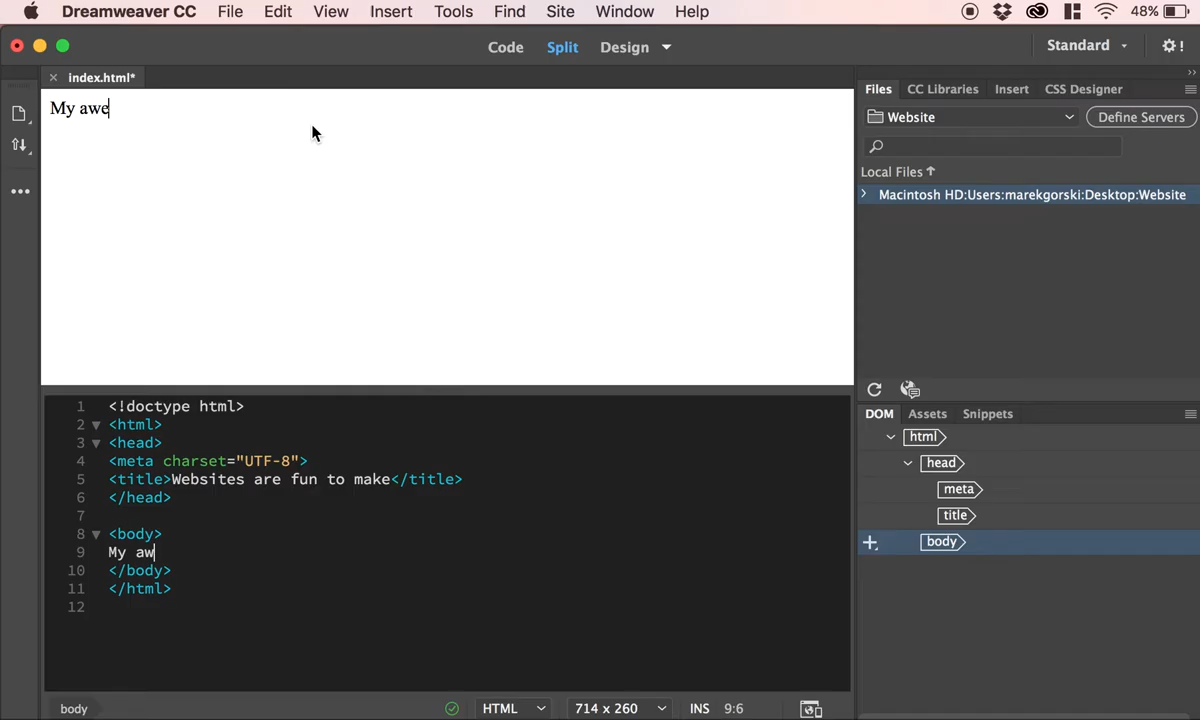 Dreamweaver CC File Edit View Insert Tools Find Site Window Help 48%
Code Split Design Standard !
index.html*
My awe
Files CC Libraries Insert CSS Designer
Website Define Servers
Local Files
Macintosh HD:Users:marekgorski:Desktop:Website
DOM Assets Snippets
html
head
meta
title
body
1 <!doctype html>
2 <html>
3 <head>
4 <meta charset="UTF-8">
5 <title>Websites are fun to make</title>
6 </head>
7
8 <body>
9 My aw
10 </body>
11 </html>
12
body HTML 714 x 260 INS 9:6